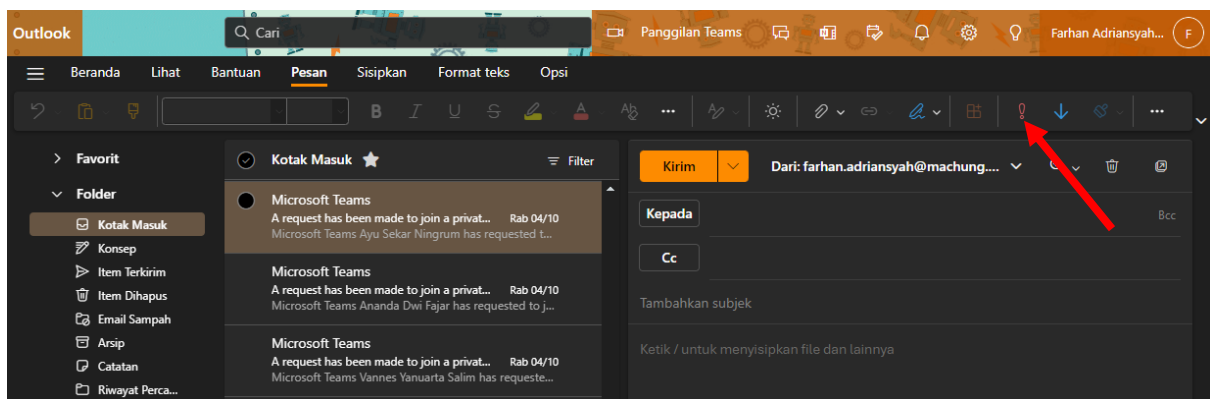 Outlook
Cari
Panggilan Teams
Farhan Adriansyah...
F
Beranda Lihat Bantuan Pesan Sisipkan Format teks Opsi
B I U S A
Favorit
Folder
Kotak Masuk
Konsep
Item Terkirim
Item Dihapus
Email Sampah
Arsip
Catatan
Riwayat Perca...
Kotak Masuk Filter
Microsoft Teams
A request has been made to join a privat... Rab 04/10
Microsoft Teams Ayu Sekar Ningrum has requested t...
Microsoft Teams
A request has been made to join a privat... Rab 04/10
Microsoft Teams Ananda Dwi Fajar has requested to j...
Microsoft Teams
A request has been made to join a privat... Rab 04/10
Microsoft Teams Vannes Yanuarta Salim has requeste...
Kirim Dari: farhan.adriansyah@machung....
Kepada Bcc
Cc
Tambahkan subjek
Ketik / untuk menyisipkan file dan lainnya